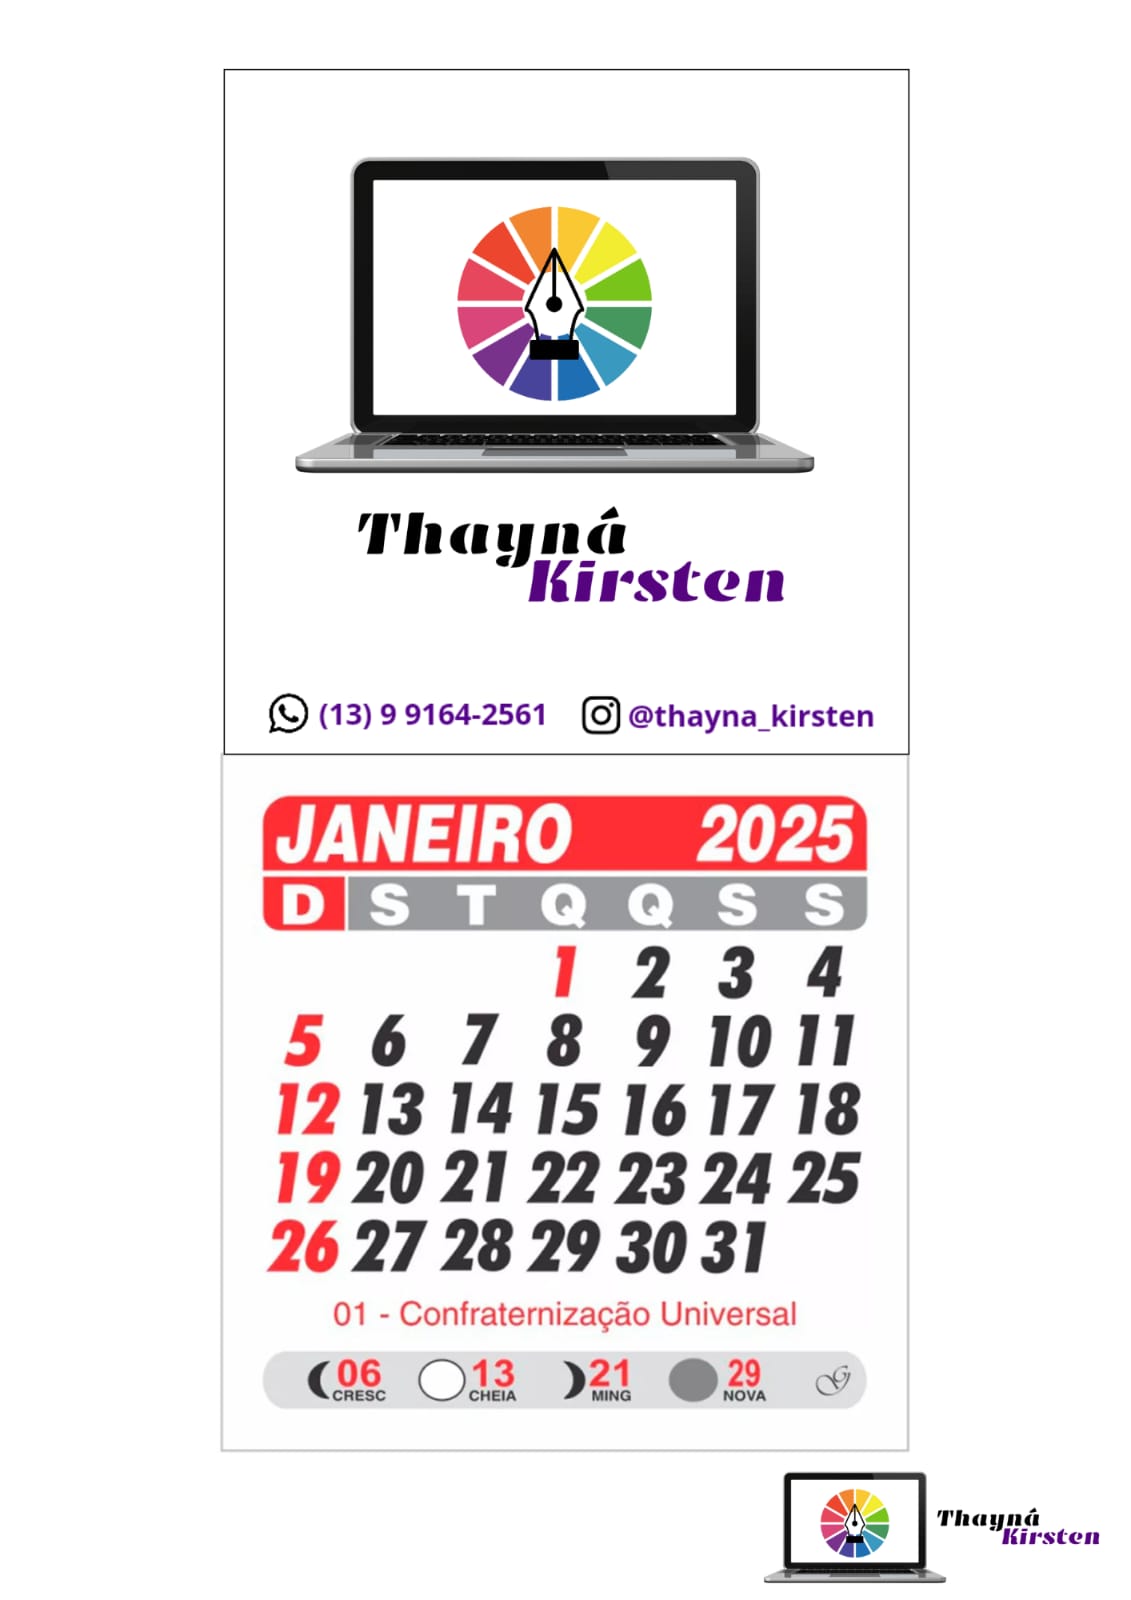 Thayná
Kirsten
(13) 9 9164-2561 @thayna_kirsten
JANEIRO 2025
D S T Q Q S S
1 2 3 4
5 6 7 8 9 10 11
12 13 14 15 16 17 18
19 20 21 22 23 24 25
26 27 28 29 30 31
01 - Confraternização Universal
06 CRESC 13 CHEIA 21 MING 29 NOVA
Thayná
Kirsten